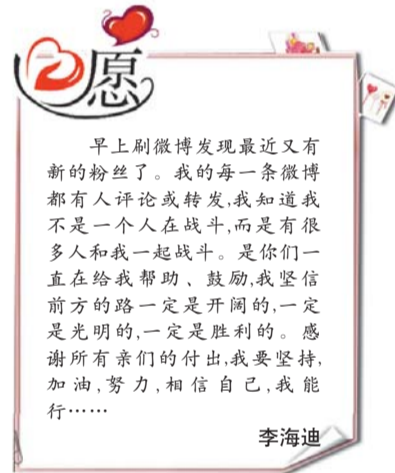 心愿
早上刷微博发现最近又有
新的粉丝了。我的每一条微博
都有人评论或转发,我知道我
不是一个人在战斗,而是有很
多人和我一起战斗。是你们一
直在给我帮助、鼓励,我坚信
前方的路一定是开阔的,一定
是光明的,一定是胜利的。感
谢所有亲们的付出,我要坚持,
加油,努力,相信自己,我能
行……
李海迪